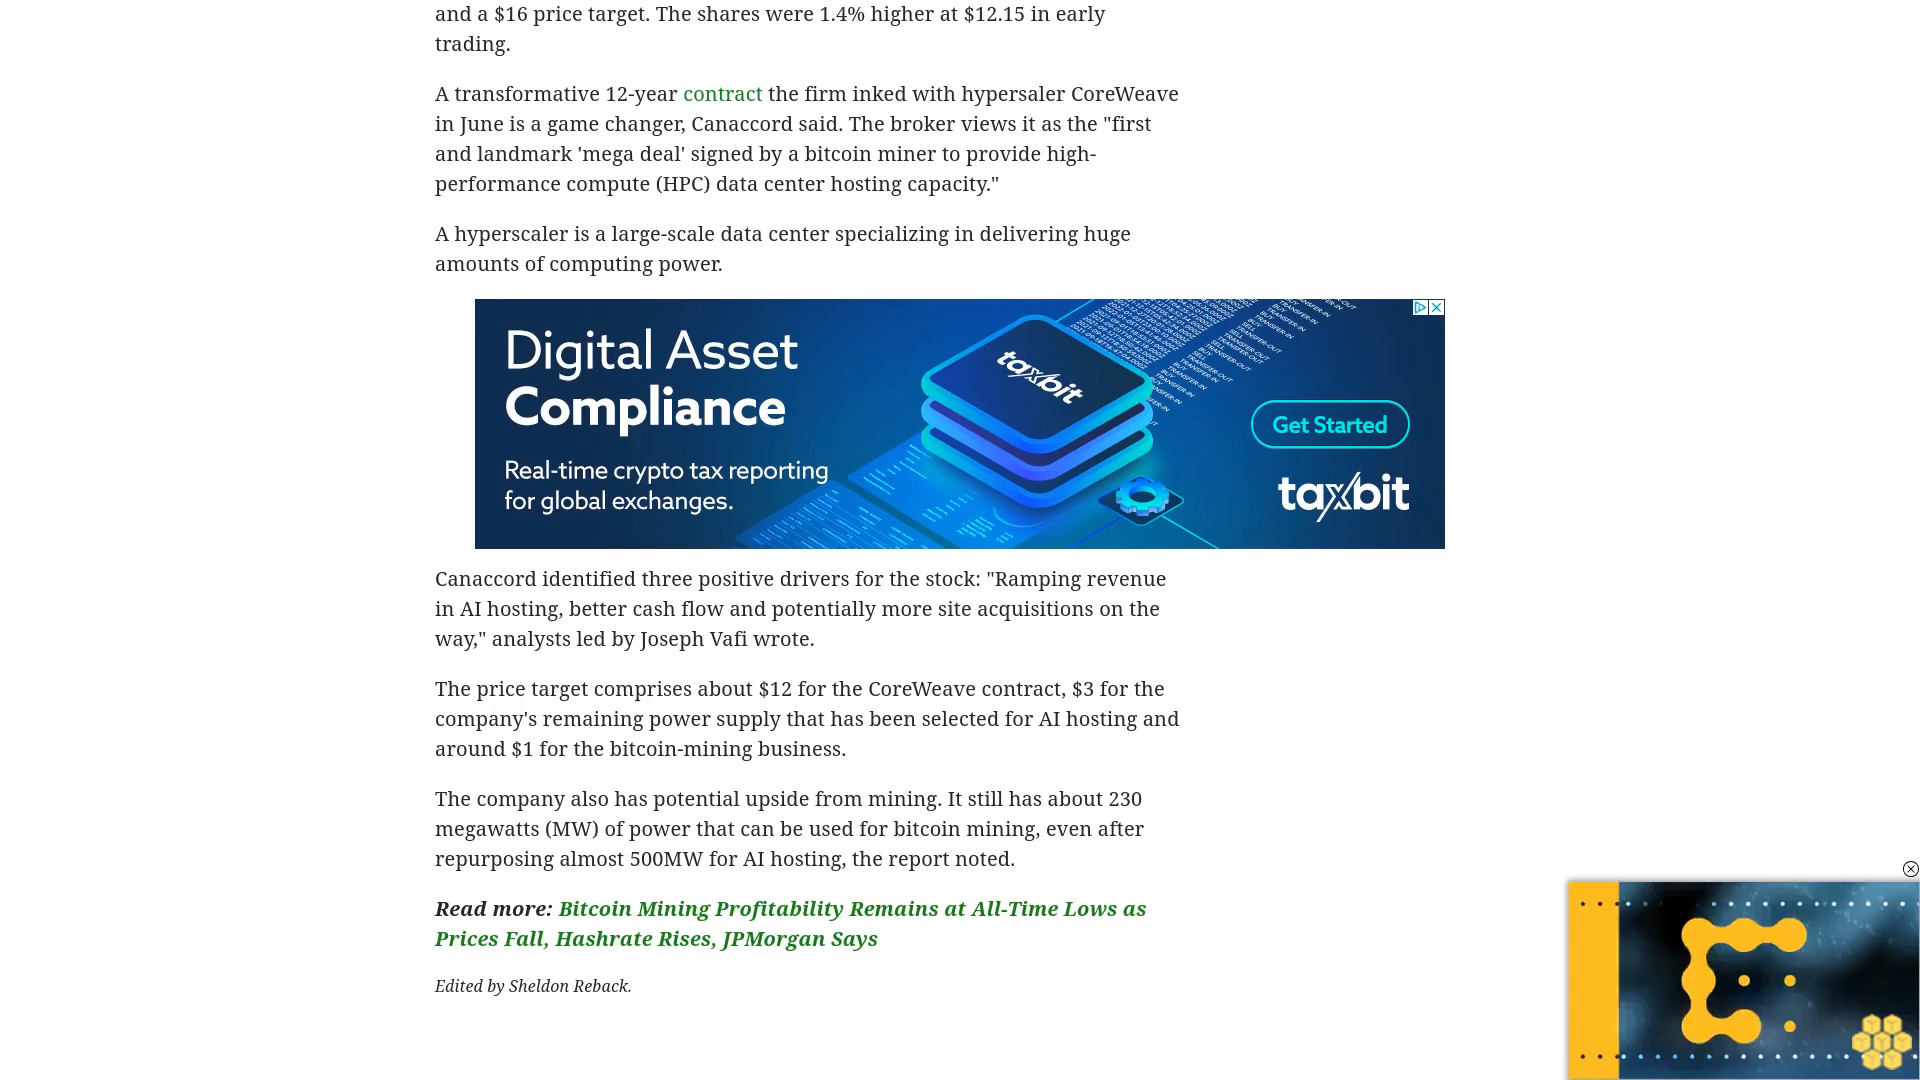 and a $16 price target. The shares were 1.4% higher at $12.15 in early
trading.
A transformative 12-year contract the firm inked with hypersaler CoreWeave
in June is a game changer, Canaccord said. The broker views it as the "first
and landmark 'mega deal' signed by a bitcoin miner to provide high-
performance compute (HPC) data center hosting capacity."
A hyperscaler is a large-scale data center specializing in delivering huge
amounts of computing power.
Digital Asset
Compliance
Real-time crypto tax reporting
for global exchanges.
taxbit
Get Started
taxbit
Canaccord identified three positive drivers for the stock: "Ramping revenue
in AI hosting, better cash flow and potentially more site acquisitions on the
way," analysts led by Joseph Vafi wrote.
The price target comprises about $12 for the CoreWeave contract, $3 for the
company's remaining power supply that has been selected for AI hosting and
around $1 for the bitcoin-mining business.
The company also has potential upside from mining. It still has about 230
megawatts (MW) of power that can be used for bitcoin mining, even after
repurposing almost 500MW for AI hosting, the report noted.
Read more: Bitcoin Mining Profitability Remains at All-Time Lows as
Prices Fall, Hashrate Rises, JPMorgan Says
Edited by Sheldon Reback.